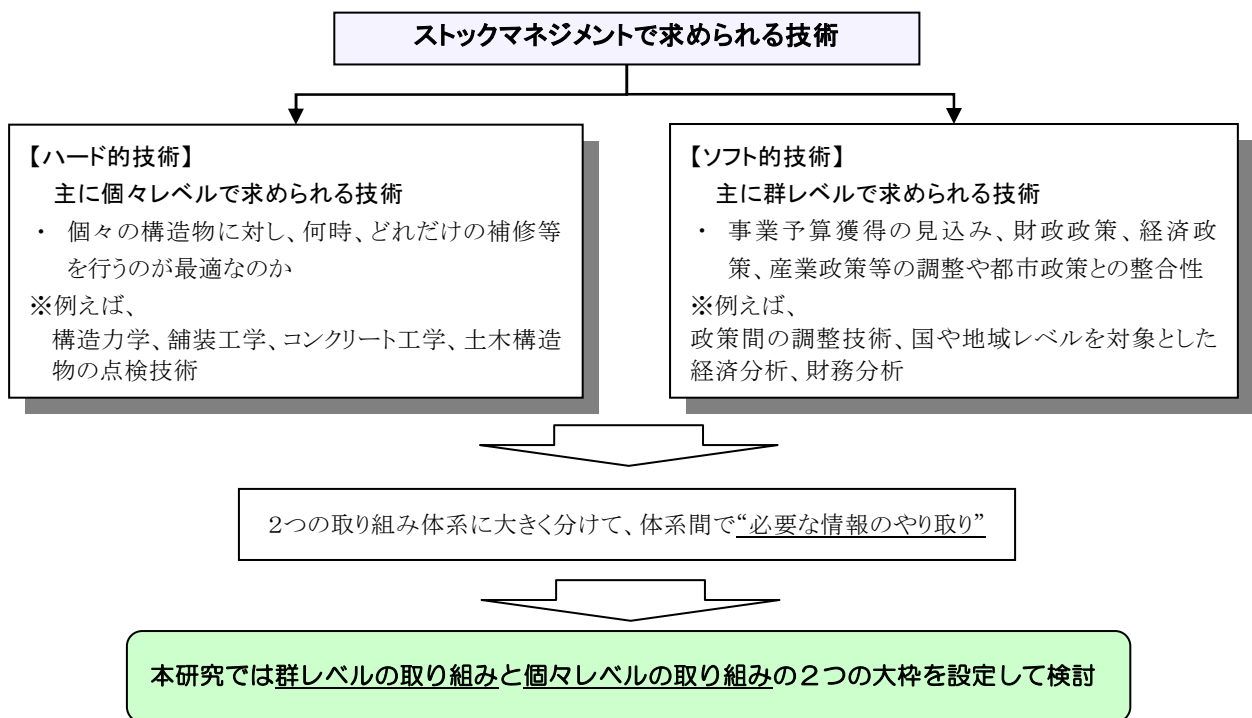 ストックマネジメントで求められる技術
【ハード的技術】
主に個々レベルで求められる技術
・ 個々の構造物に対し、何時、どれだけの補修等
を行うのが最適なのか
※例えば、
構造力学、舗装工学、コンクリート工学、土木構造
物の点検技術
【ソフト的技術】
主に群レベルで求められる技術
・ 事業予算獲得の見込み、財政政策、経済政
策、産業政策等の調整や都市政策との整合性
※例えば、
政策間の調整技術、国や地域レベルを対象とした
経済分析、財務分析
２つの取り組み体系に大きく分けて、体系間で“必要な情報のやり取り”
本研究では群レベルの取り組みと個々レベルの取り組みの２つの大枠を設定して検討